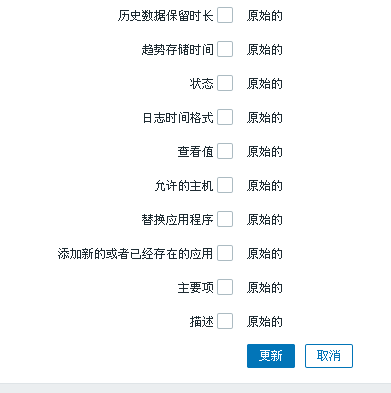 历史数据保留时长 原始的
趋势存储时间 原始的
状态 原始的
日志时间格式 原始的
查看值 原始的
允许的主机 原始的
替换应用程序 原始的
添加新的或者已经存在的应用 原始的
主要项 原始的
描述 原始的
更新 取消